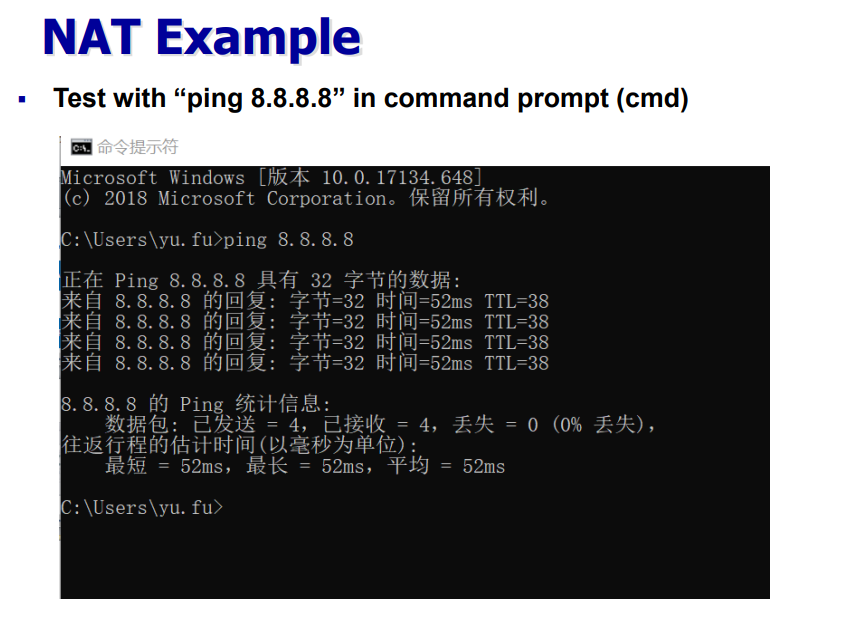 NAT Example
Test with “ping 8.8.8.8” in command prompt (cmd)
命令提示符
Microsoft Windows [版本 10.0.17134.648]
(c) 2018 Microsoft Corporation。保留所有权利。
C:\Users\yu.fu>ping 8.8.8.8
正在 Ping 8.8.8.8 具有 32 字节的数据:
来自 8.8.8.8 的回复: 字节=32 时间=52ms TTL=38
来自 8.8.8.8 的回复: 字节=32 时间=52ms TTL=38
来自 8.8.8.8 的回复: 字节=32 时间=52ms TTL=38
来自 8.8.8.8 的回复: 字节=32 时间=52ms TTL=38
8.8.8.8 的 Ping 统计信息:
数据包: 已发送 = 4，已接收 = 4，丢失 = 0 (0% 丢失)，
往返行程的估计时间(以毫秒为单位):
最短 = 52ms，最长 = 52ms，平均 = 52ms
C:\Users\yu.fu>